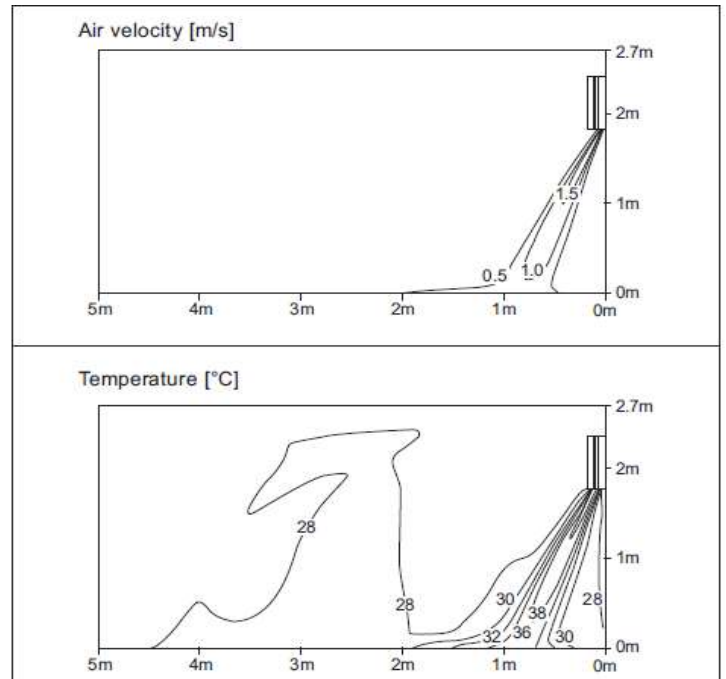 Air velocity [m/s]
2.7m
2m
1.5
1m
0.5 1.0
0m
5m 4m 3m 2m 1m 0m
Temperature [°C]
2.7m
2m
28
1m
28 30 38 28
32 36 30
0m
5m 4m 3m 2m 1m 0m